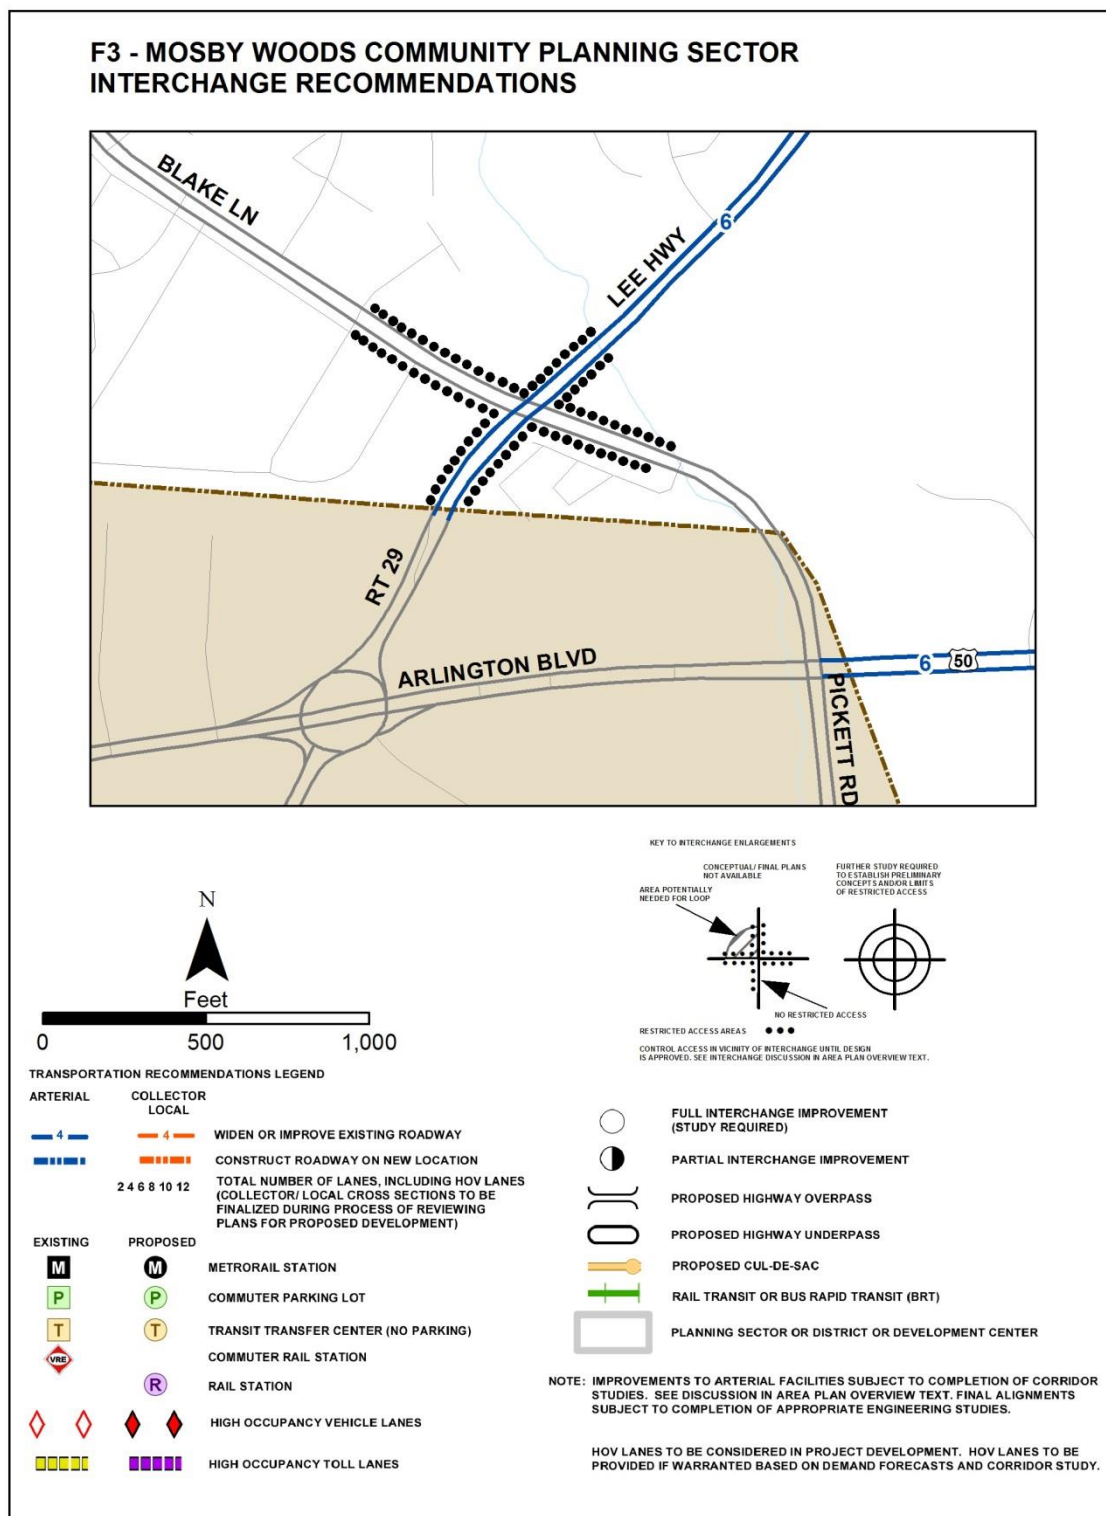 F3 - MOSBY WOODS COMMUNITY PLANNING SECTOR
INTERCHANGE RECOMMENDATIONS
BLAKE LN
LEE HWY
6
RT 29
ARLINGTON BLVD
6
50
PICKETT RD
KEY TO INTERCHANGE ENLARGEMENTS
CONCEPTUAL/ FINAL PLANS
NOT AVAILABLE
AREA POTENTIALLY
NEEDED FOR LOOP
FURTHER STUDY REQUIRED
TO ESTABLISH PRELIMINARY
CONCEPTS AND/OR LIMITS
OF RESTRICTED ACCESS
NO RESTRICTED ACCESS
RESTRICTED ACCESS AREAS
CONTROL ACCESS IN VICINITY OF INTERCHANGE UNTIL DESIGN
IS APPROVED. SEE INTERCHANGE DISCUSSION IN AREA PLAN OVERVIEW TEXT.
N
Feet
0 500 1,000
TRANSPORTATION RECOMMENDATIONS LEGEND
ARTERIAL
COLLECTOR
LOCAL
4 4 WIDEN OR IMPROVE EXISTING ROADWAY
CONSTRUCT ROADWAY ON NEW LOCATION
2 4 6 8 10 12 TOTAL NUMBER OF LANES, INCLUDING HOV LANES
(COLLECTOR/ LOCAL CROSS SECTIONS TO BE
FINALIZED DURING PROCESS OF REVIEWING
PLANS FOR PROPOSED DEVELOPMENT)
EXISTING PROPOSED
M M METRORAIL STATION
P P COMMUTER PARKING LOT
T T TRANSIT TRANSFER CENTER (NO PARKING)
VRE COMMUTER RAIL STATION
R RAIL STATION
HIGH OCCUPANCY VEHICLE LANES
HIGH OCCUPANCY TOLL LANES
FULL INTERCHANGE IMPROVEMENT
(STUDY REQUIRED)
PARTIAL INTERCHANGE IMPROVEMENT
PROPOSED HIGHWAY OVERPASS
PROPOSED HIGHWAY UNDERPASS
PROPOSED CUL-DE-SAC
RAIL TRANSIT OR BUS RAPID TRANSIT (BRT)
PLANNING SECTOR OR DISTRICT OR DEVELOPMENT CENTER
NOTE: IMPROVEMENTS TO ARTERIAL FACILITIES SUBJECT TO COMPLETION OF CORRIDOR
STUDIES. SEE DISCUSSION IN AREA PLAN OVERVIEW TEXT. FINAL ALIGNMENTS
SUBJECT TO COMPLETION OF APPROPRIATE ENGINEERING STUDIES.
HOV LANES TO BE CONSIDERED IN PROJECT DEVELOPMENT. HOV LANES TO BE
PROVIDED IF WARRANTED BASED ON DEMAND FORECASTS AND CORRIDOR STUDY.